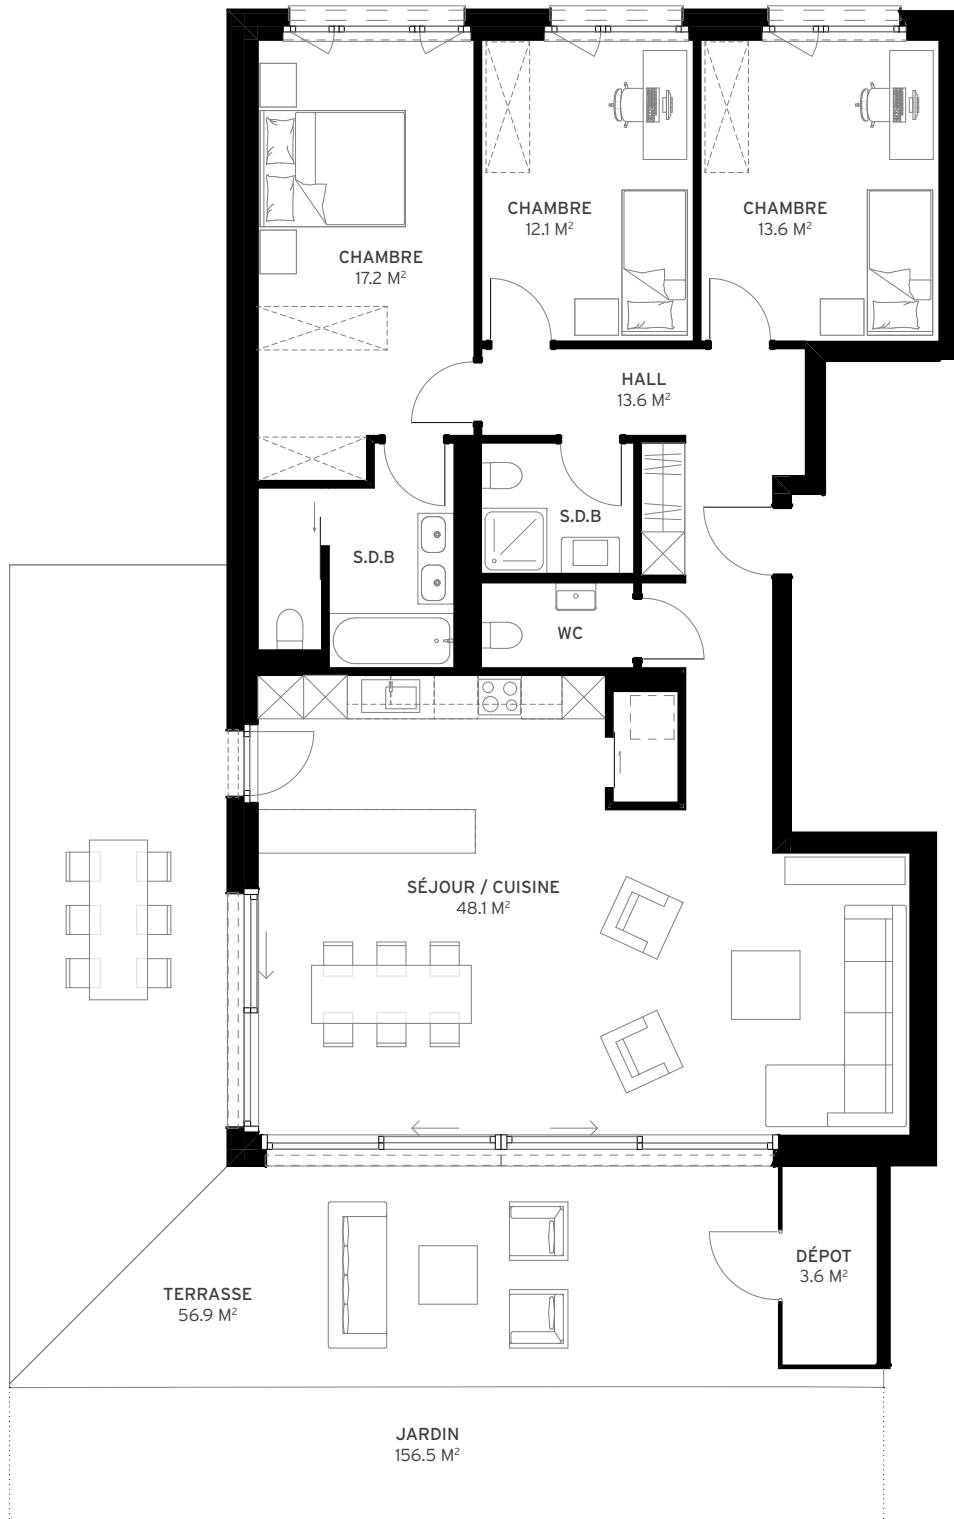 CHAMBRE
12.1 M²
CHAMBRE
13.6 M²
CHAMBRE
17.2 M²
HALL
13.6 M²
S.D.B
S.D.B
WC
SÉJOUR / CUISINE
48.1 M²
DÉPOT
3.6 M²
TERRASSE
56.9 M²
JARDIN
156.5 M²